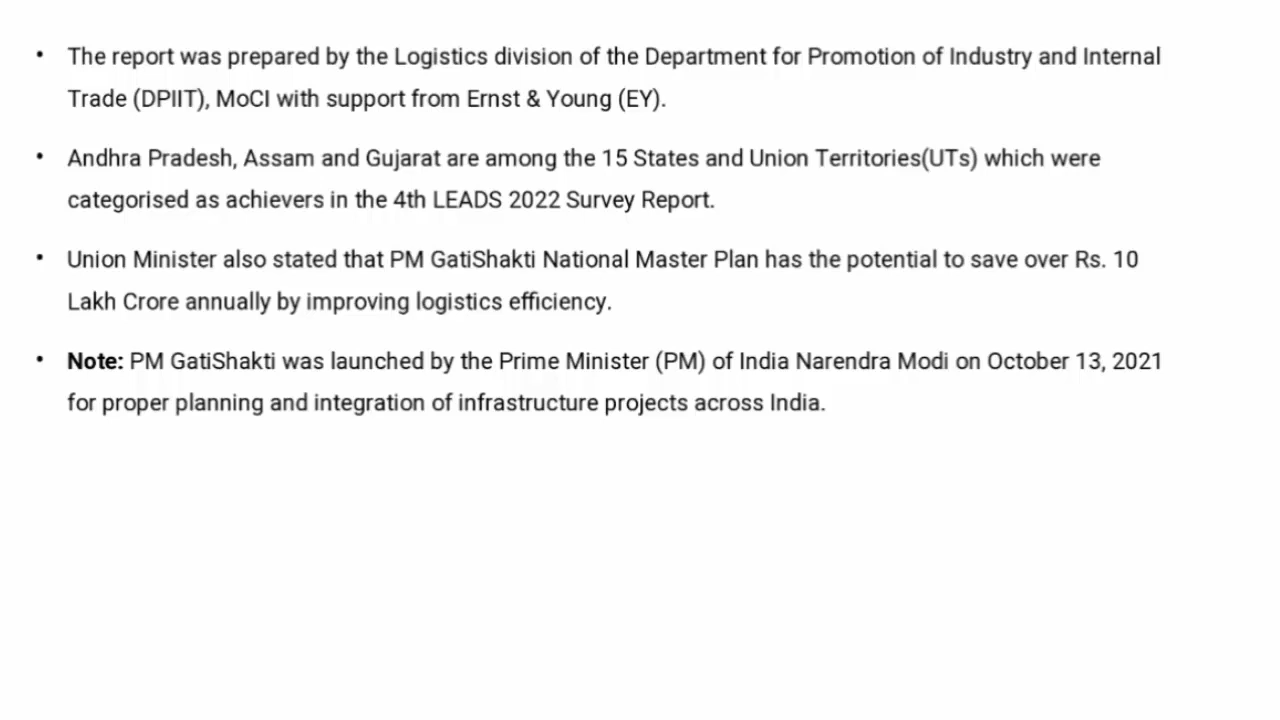 • The report was prepared by the Logistics division of the Department for Promotion of Industry and Internal
Trade (DPIIT), MoCI with support from Ernst & Young (EY).
• Andhra Pradesh, Assam and Gujarat are among the 15 States and Union Territories(UTs) which were
categorised as achievers in the 4th LEADS 2022 Survey Report.
• Union Minister also stated that PM GatiShakti National Master Plan has the potential to save over Rs. 10
Lakh Crore annually by improving logistics efficiency.
• Note: PM GatiShakti was launched by the Prime Minister (PM) of India Narendra Modi on October 13, 2021
for proper planning and integration of infrastructure projects across India.